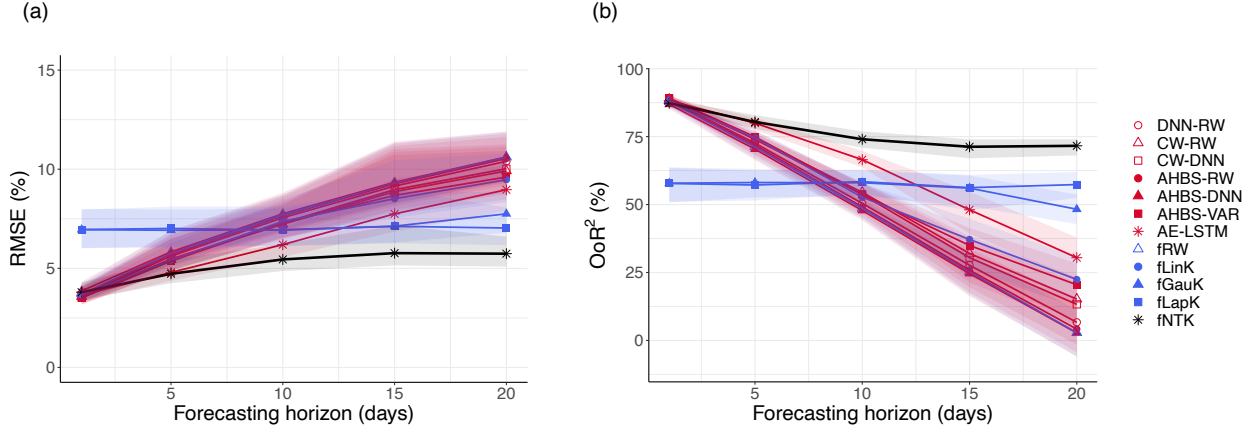 (a)
RMSE (%)
15
10
5
0
5
10
15
20
Forecasting horizon (days)
(b)
OoR² (%)
100
75
50
25
0
5
10
15
20
Forecasting horizon (days)
DNN-RW
CW-RW
CW-DNN
AHBS-RW
AHBS-DNN
AHBS-VAR
AE-LSTM
fRW
fLinK
fGauK
fLapK
fNTK